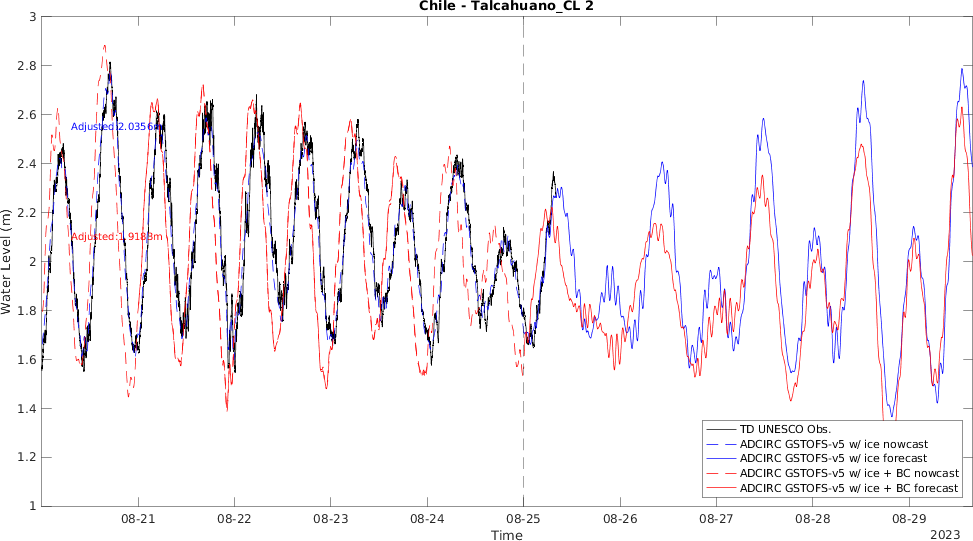 Chile - Talcahuano_CL 2
3
2.8
2.6
2.4
2.2
2
1.8
1.6
1.4
1.2
1
Water Level (m)
Adjusted:2.0356m
Adjusted:1.9183m
TD UNESCO Obs.
ADCIRC GSTOFS-v5 w/ ice nowcast
ADCIRC GSTOFS-v5 w/ ice forecast
ADCIRC GSTOFS-v5 w/ ice + BC nowcast
ADCIRC GSTOFS-v5 w/ ice + BC forecast
08-21 08-22 08-23 08-24 08-25 08-26 08-27 08-28 08-29
Time
2023